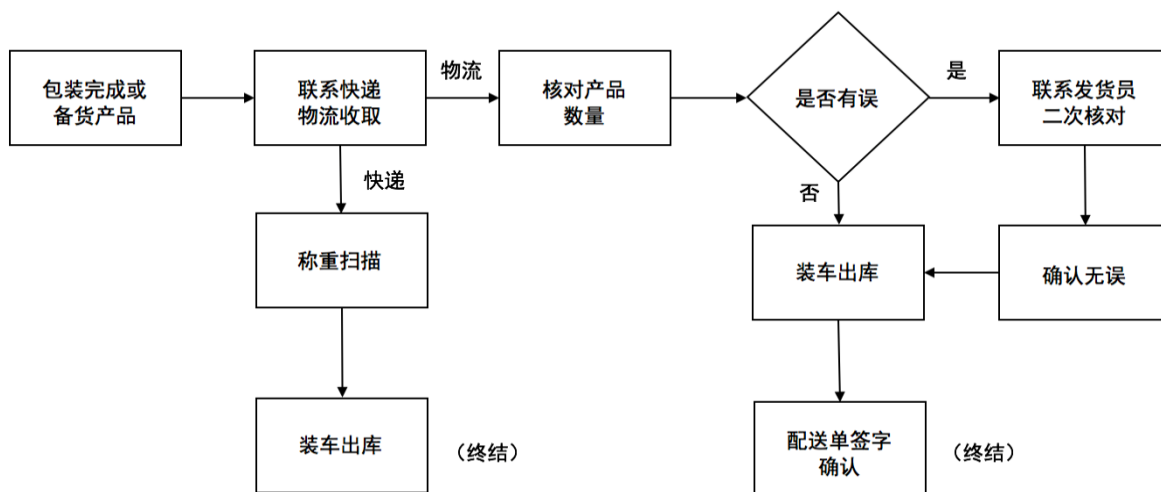 包装完成或
备货产品
联系快递
物流收取
物流
核对产品
数量
是否有误
是
联系发货员
二次核对
快递
否
称重扫描
装车出库
确认无误
装车出库
（终结）
配送单签字
确认
（终结）